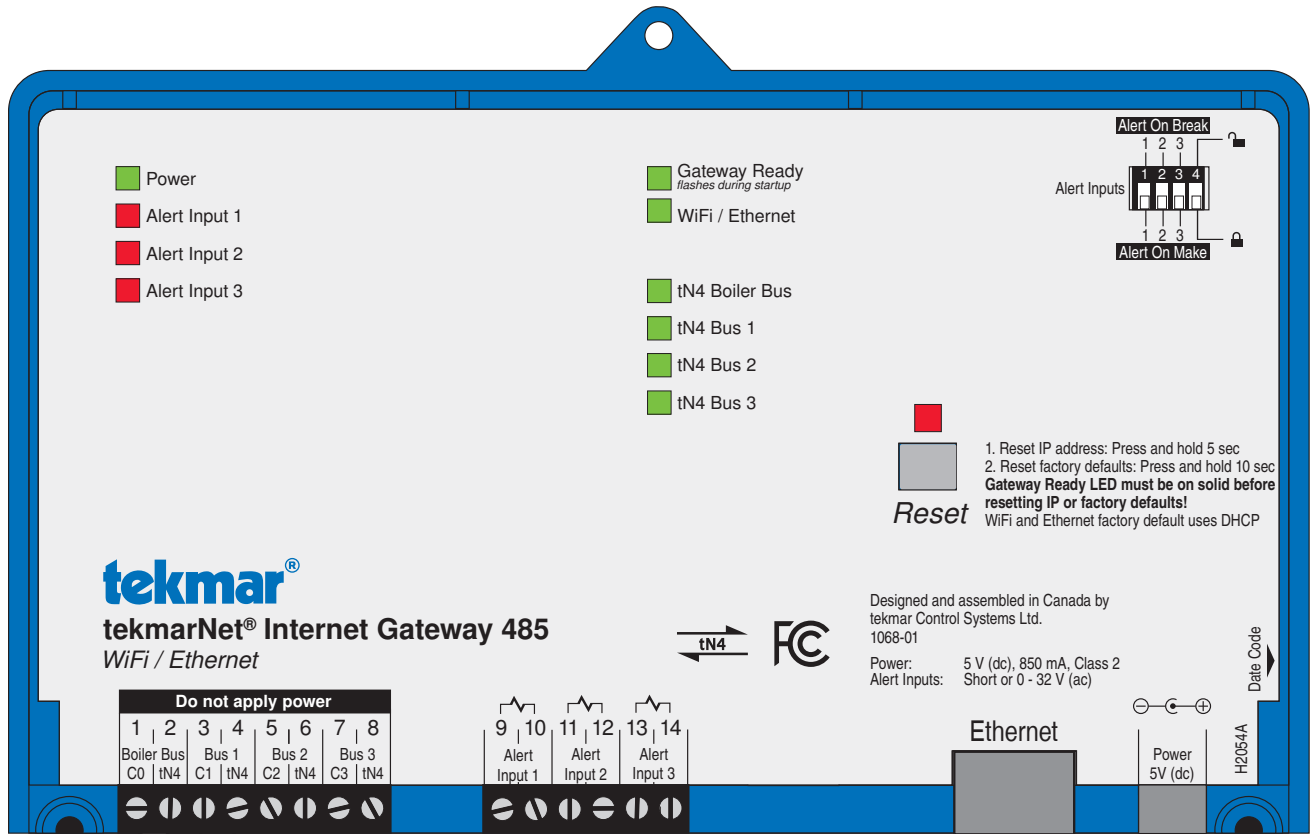 Alert On Break
1 2 3
1 2 3 4
Alert Inputs
1 2 3
Alert On Make
Power
Alert Input 1
Alert Input 2
Alert Input 3
Gateway Ready
flashes during startup
WiFi / Ethernet
tN4 Boiler Bus
tN4 Bus 1
tN4 Bus 2
tN4 Bus 3
Reset
1. Reset IP address: Press and hold 5 sec
2. Reset factory defaults: Press and hold 10 sec
Gateway Ready LED must be on solid before
resetting IP or factory defaults!
WiFi and Ethernet factory default uses DHCP
tekmar®
tekmarNet® Internet Gateway 485
WiFi / Ethernet
tN4
FC
Designed and assembled in Canada by
tekmar Control Systems Ltd.
1068-01
Power: 5 V (dc), 850 mA, Class 2
Alert Inputs: Short or 0 - 32 V (ac)
Date Code
H2054A
Do not apply power
1 2 3 4 5 6 7 8
Boiler Bus Bus 1 Bus 2 Bus 3
C0 tN4 C1 tN4 C2 tN4 C3 tN4
9 10 11 12 13 14
Alert Alert Alert
Input 1 Input 2 Input 3
Ethernet
Power
5V (dc)